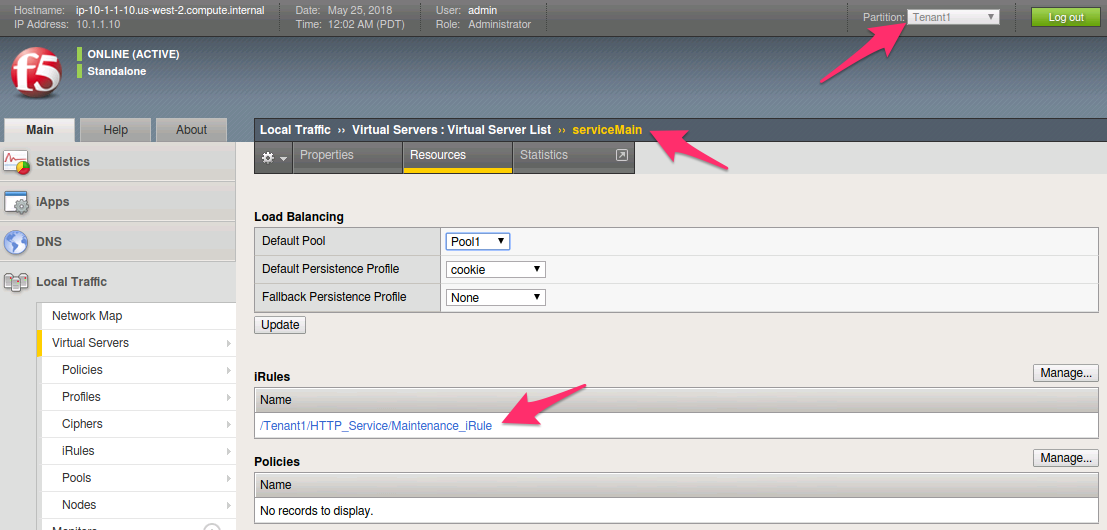 Hostname: ip-10-1-1-10.us-west-2.compute.internal Date: May 25, 2018 User: admin Partition: Tenant1 Log out
IP Address: 10.1.1.10 Time: 12:02 AM (PDT) Role: Administrator
f5
ONLINE (ACTIVE)
Standalone
Main Help About
Local Traffic ›› Virtual Servers : Virtual Server List ›› serviceMain
Properties Resources Statistics
Statistics
iApps
DNS
Local Traffic
Network Map
Virtual Servers
Policies
Profiles
Ciphers
iRules
Pools
Nodes
Monitors
Load Balancing
Default Pool Pool1
Default Persistence Profile cookie
Fallback Persistence Profile None
Update
iRules Manage...
Name
/Tenant1/HTTP_Service/Maintenance_iRule
Policies Manage...
Name
No records to display.